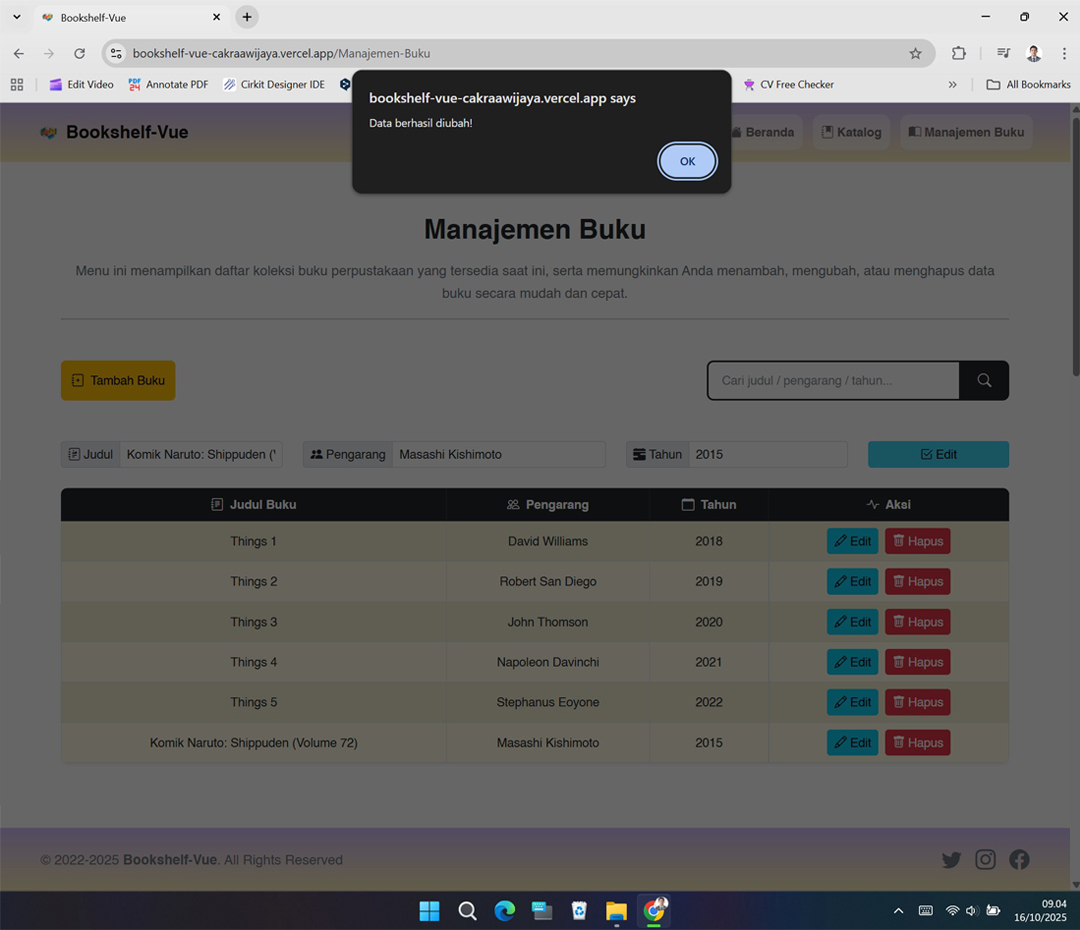 Bookshelf-Vue
bookshelf-vue-cakraawijaya.vercel.app/Manajemen-Buku
Edit Video
PDF 24 Annotate PDF
Cirkit Designer IDE
CV Free Checker
All Bookmarks
bookshelf-vue-cakraawijaya.vercel.app says
Data berhasil diubah!
OK
Bookshelf-Vue
Beranda
Katalog
Manajemen Buku
Manajemen Buku
Menu ini menampilkan daftar koleksi buku perpustakaan yang tersedia saat ini, serta memungkinkan Anda menambah, mengubah, atau menghapus data
buku secara mudah dan cepat.
Tambah Buku
Cari judul / pengarang / tahun...
Judul Komik Naruto: Shippuden (
Pengarang Masashi Kishimoto
Tahun 2015
Edit
Judul Buku Pengarang Tahun Aksi
Things 1 David Williams 2018 Edit Hapus
Things 2 Robert San Diego 2019 Edit Hapus
Things 3 John Thomson 2020 Edit Hapus
Things 4 Napoleon Davinchi 2021 Edit Hapus
Things 5 Stephanus Eoyone 2022 Edit Hapus
Komik Naruto: Shippuden (Volume 72) Masashi Kishimoto 2015 Edit Hapus
© 2022-2025 Bookshelf-Vue. All Rights Reserved
09.04
16/10/2025